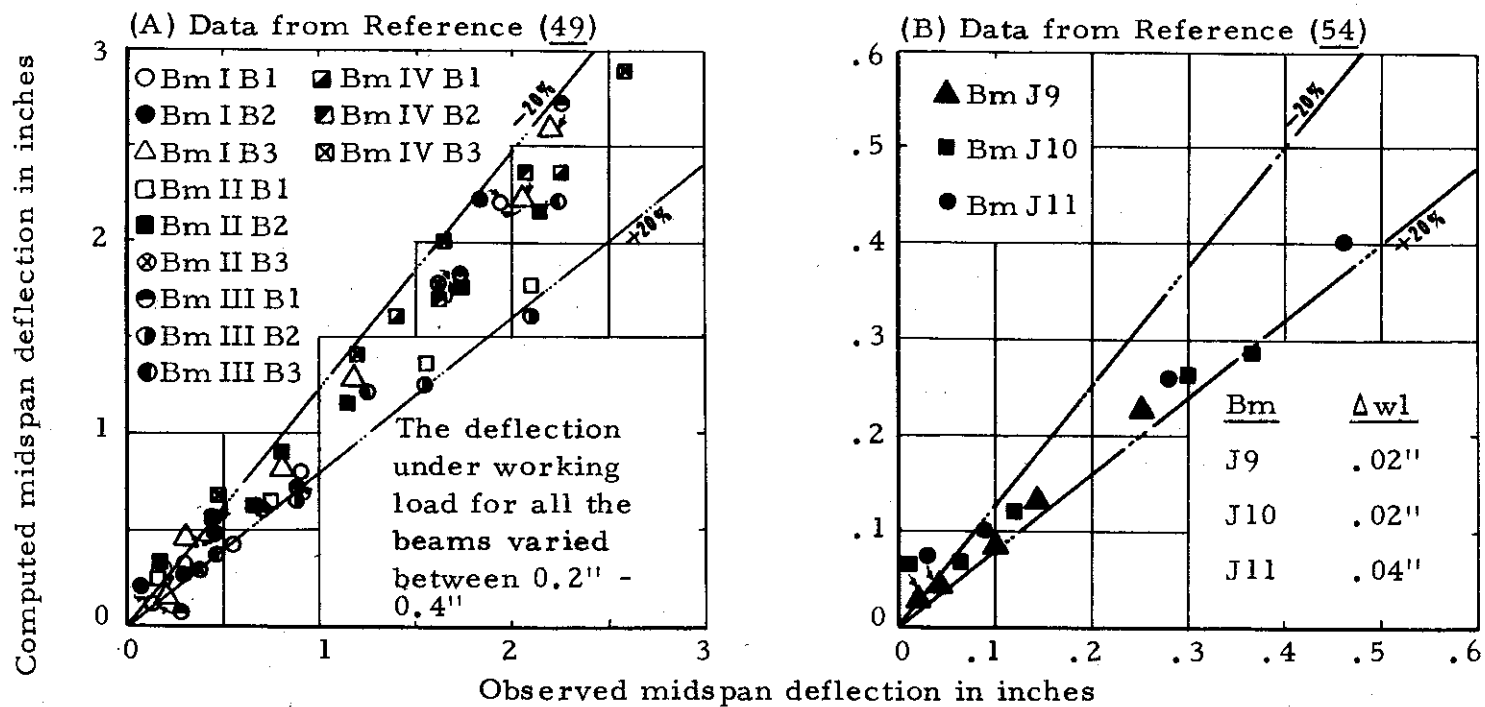 (A) Data from Reference (49)
3
2
1
0
0 1 2 3
Bm I B1
Bm I B2
Bm I B3
Bm II B1
Bm II B2
Bm II B3
Bm III B1
Bm III B2
Bm III B3
Bm IV B1
Bm IV B2
Bm IV B3
-20%
+20%
The deflection
under working
load for all the
beams varied
between 0.2" -
0.4"
Computed midspan deflection in inches
(B) Data from Reference (54)
.6
.5
.4
.3
.2
.1
0
0 .1 .2 .3 .4 .5 .6
Bm J9
Bm J10
Bm J11
-20%
+20%
Bm Δwl
J9 .02"
J10 .02"
J11 .04"
Observed midspan deflection in inches